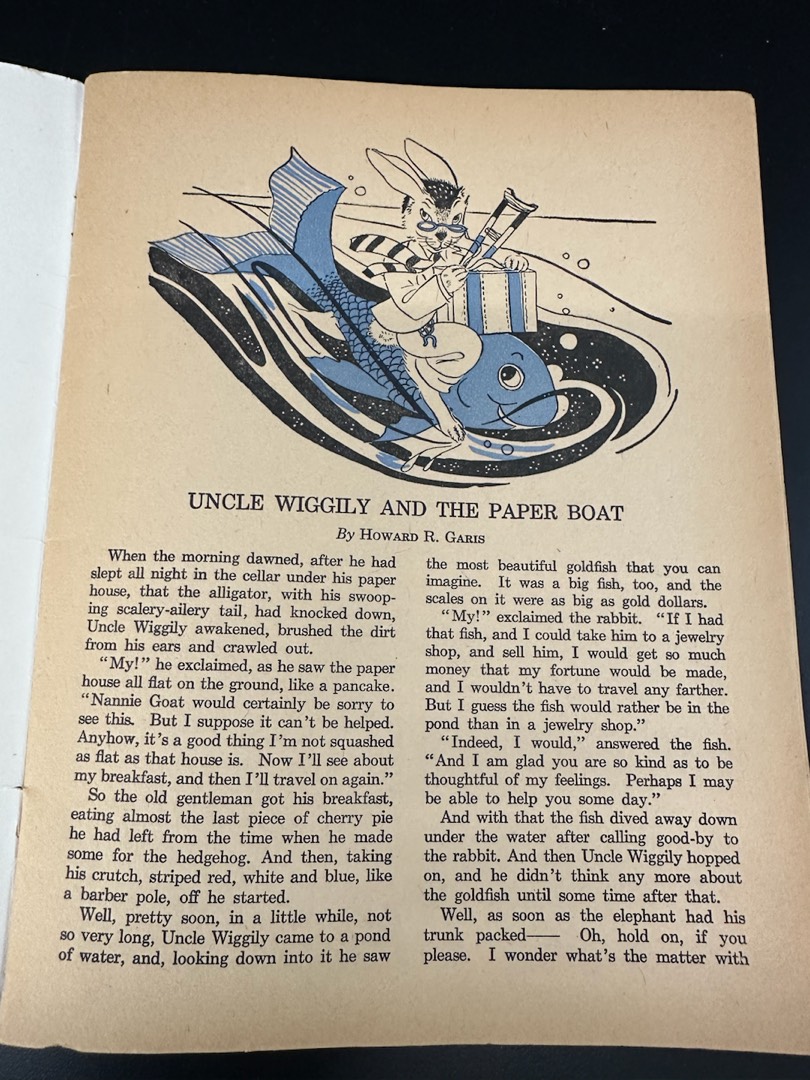 UNCLE WIGGILY AND THE PAPER BOAT
By HOWARD R. GARIS
When the morning dawned, after he had
slept all night in the cellar under his paper
house, that the alligator, with his swoop-
ing scalery-ailery tail, had knocked down,
Uncle Wiggily awakened, brushed the dirt
from his ears and crawled out.
“My!” he exclaimed, as he saw the paper
house all flat on the ground, like a pancake.
“Nannie Goat would certainly be sorry to
see this. But I suppose it can’t be helped.
Anyhow, it’s a good thing I’m not squashed
as flat as that house is. Now I’ll see about
my breakfast, and then I’ll travel on again.”
So the old gentleman got his breakfast,
eating almost the last piece of cherry pie
he had left from the time when he made
some for the hedgehog. And then, taking
his crutch, striped red, white and blue, like
a barber pole, off he started.
Well, pretty soon, in a little while, not
so very long, Uncle Wiggily came to a pond
of water, and, looking down into it he saw
the most beautiful goldfish that you can
imagine. It was a big fish, too, and the
scales on it were as big as gold dollars.
“My!” exclaimed the rabbit. “If I had
that fish, and I could take him to a jewelry
shop, and sell him, I would get so much
money that my fortune would be made,
and I wouldn’t have to travel any farther.
But I guess the fish would rather be in the
pond than in a jewelry shop.”
“Indeed, I would,” answered the fish.
“And I am glad you are so kind as to be
thoughtful of my feelings. Perhaps I may
be able to help you some day.”
And with that the fish dived away down
under the water after calling good-by to
the rabbit. And then Uncle Wiggily hopped
on, and he didn’t think any more about
the goldfish until some time after that.
Well, as soon as the elephant had his
trunk packed—— Oh, hold on, if you
please. I wonder what’s the matter with